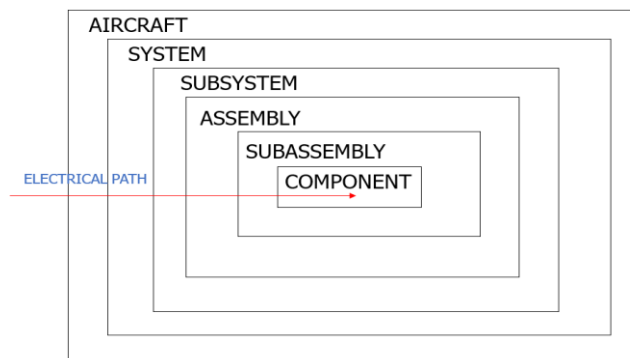 AIRCRAFT
SYSTEM
SUBSYSTEM
ASSEMBLY
SUBASSEMBLY
ELECTRICAL PATH
COMPONENT